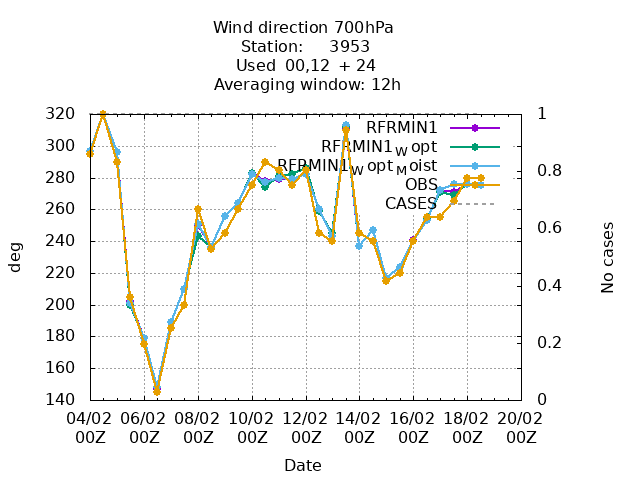 Wind direction 700hPa
Station: 3953
Used 00,12 + 24
Averaging window: 12h
320 1
RFRMIN1
300
RFRMIN1W opt
RFRMIN1W opt Moist
280 0.8
OBS
CASES
260
0.6
240
deg
No cases
220
0.4
200
180
0.2
160
140 0
04/02 06/02 08/02 10/02 12/02 14/02 16/02 18/02 20/02
00Z 00Z 00Z 00Z 00Z 00Z 00Z 00Z 00Z
Date